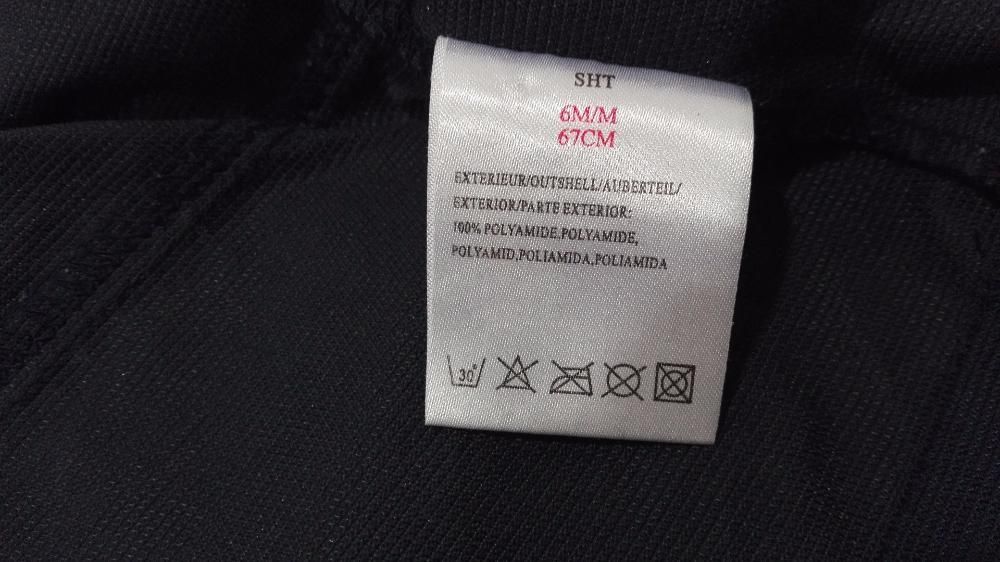 SHT
6M/M
67CM
EXTERIEUR/OUTSHELL/AUBERTEIL/
EXTERIOR/PARTE EXTERIOR:
100% POLYAMIDE,POLYAMIDE,
POLYAMID,POLIAMIDA,POLIAMIDA
30°